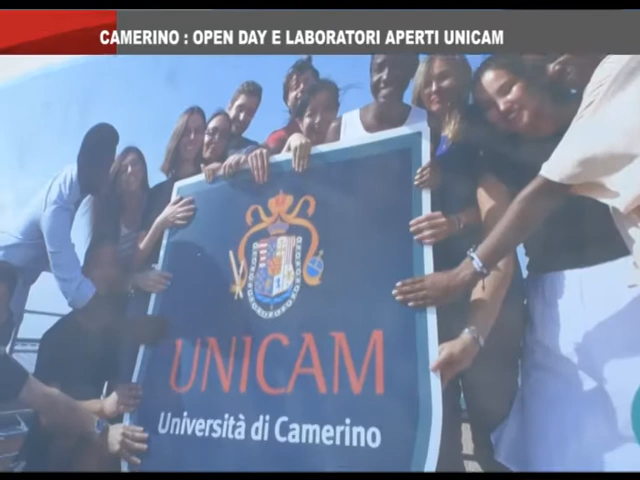 CAMERINO : OPEN DAY E LABORATORI APERTI UNICAM
UNICAM
Università di Camerino